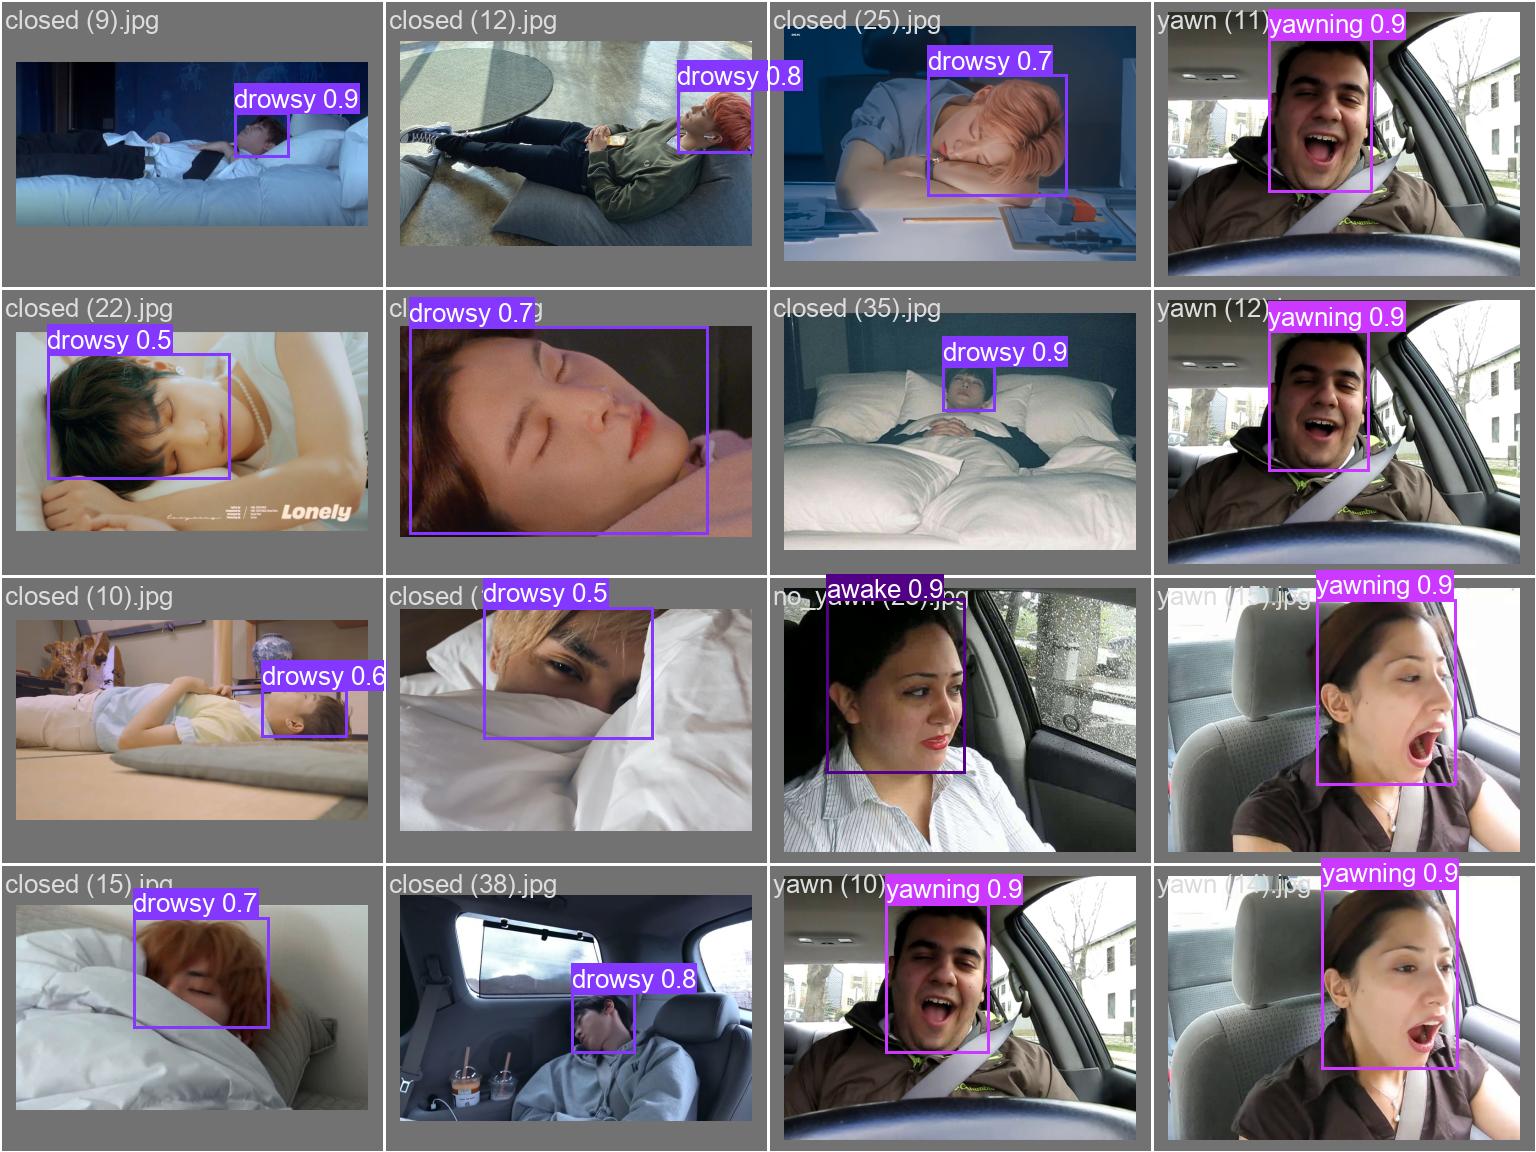 closed (9).jpg
drowsy 0.9
closed (12).jpg
drowsy 0.8
closed (25).jpg
drowsy 0.7
yawn (11)
yawning 0.9
closed (22).jpg
drowsy 0.5
Lonely
drowsy 0.7
closed (35).jpg
drowsy 0.9
yawn (12)
yawning 0.9
closed (10).jpg
drowsy 0.6
closed
drowsy 0.5
awake 0.9
yawning 0.9
closed (15).jpg
drowsy 0.7
closed (38).jpg
drowsy 0.8
yawn (10)
yawning 0.9
yawn (14).jpg
yawning 0.9